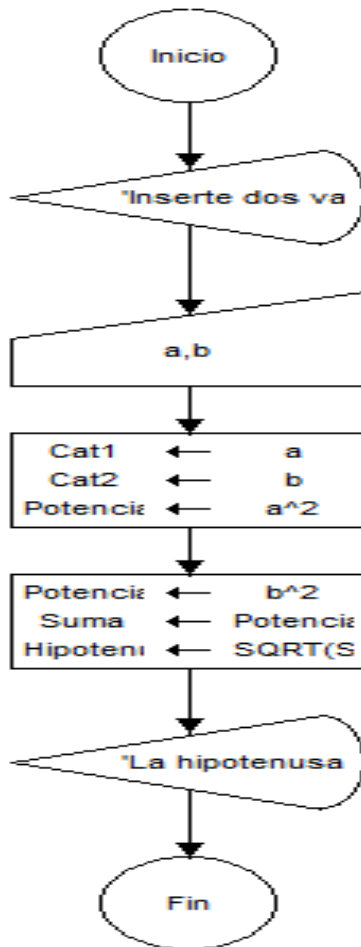 Inicio
'Inserte dos va
a,b
Cat1 ← a
Cat2 ← b
Potencia ← a^2
Potencia ← b^2
Suma ← Potencia
Hipotenu ← SQRT(S
'La hipotenusa
Fin